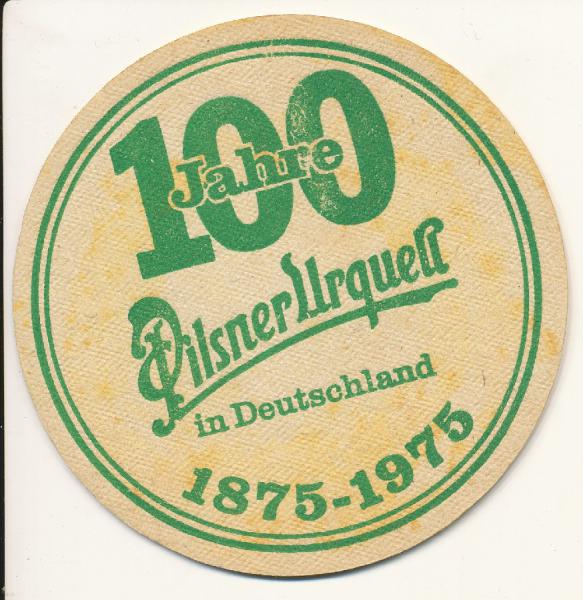 100
Jahre
Pilsner Urquell
in Deutschland
1875-1975